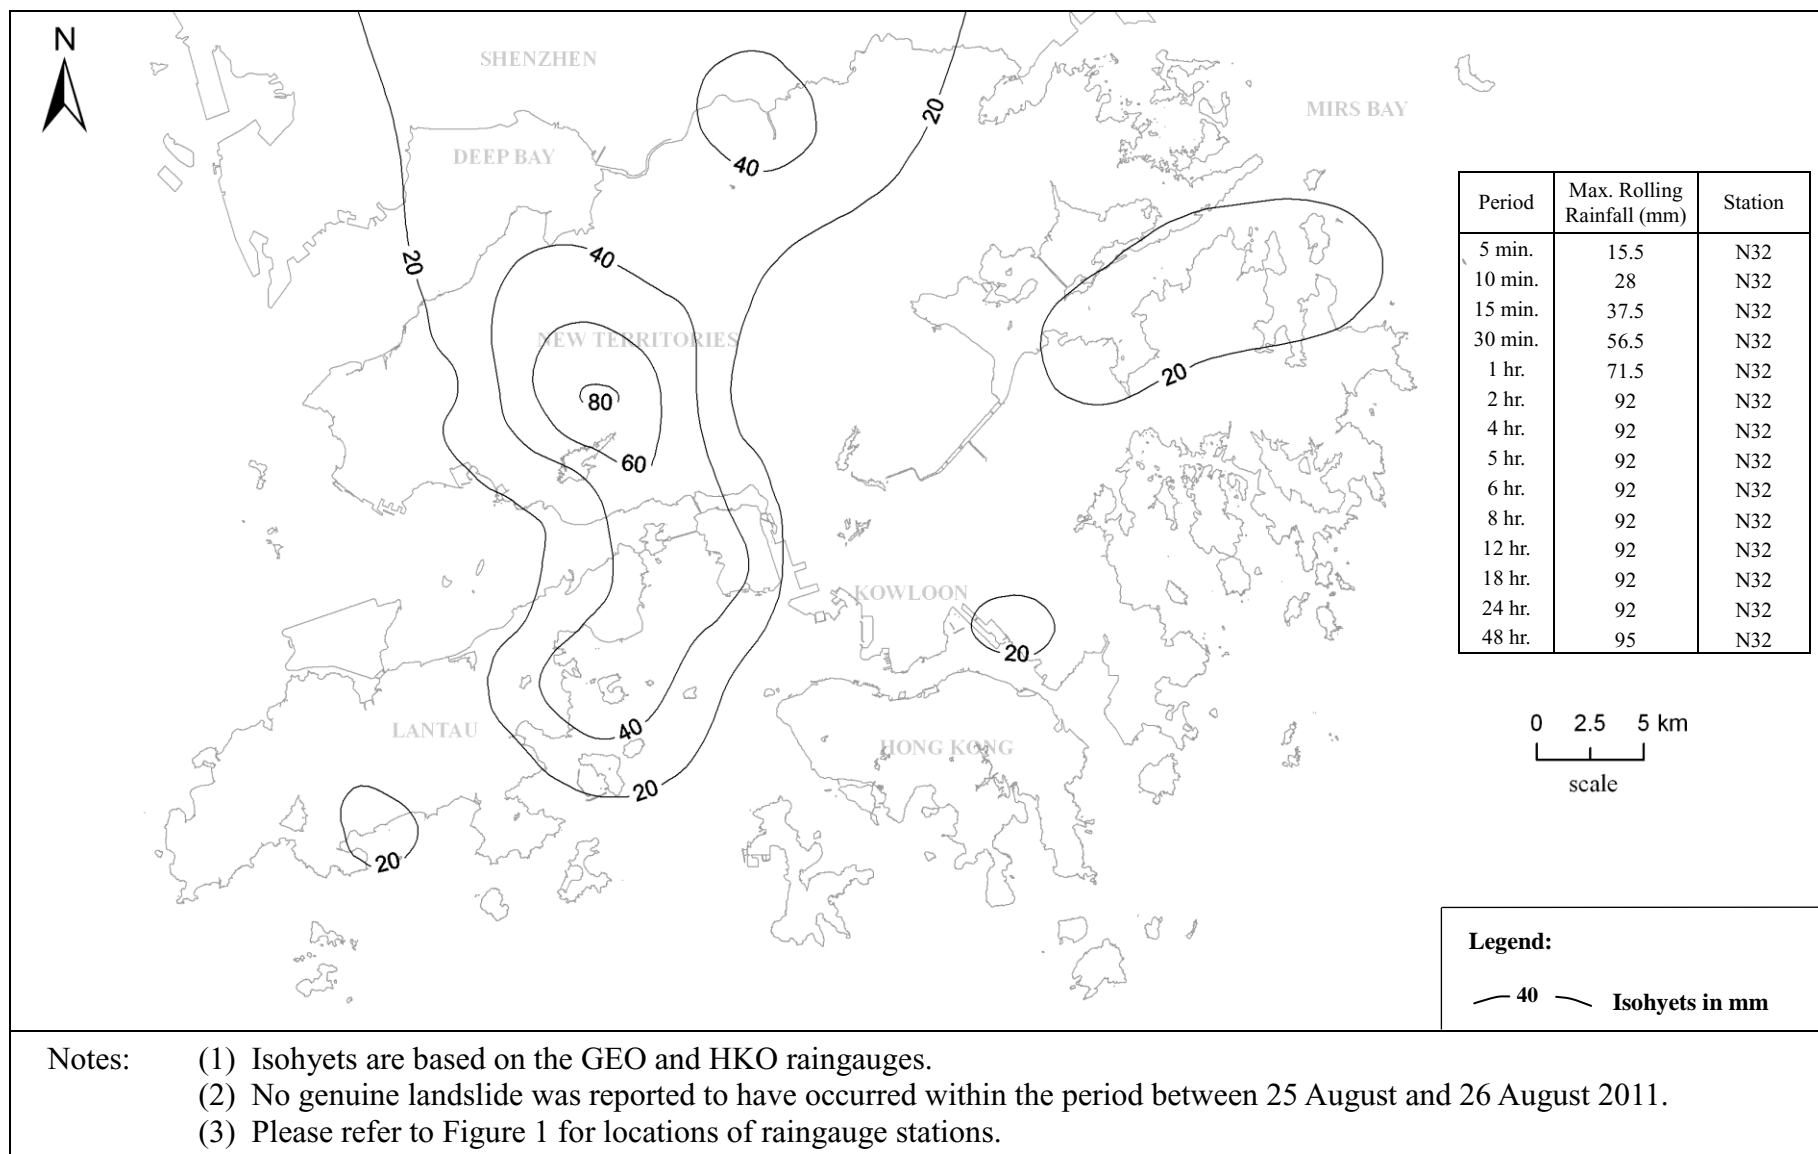 N
SHENZHEN
MIRS BAY
20
DEEP BAY
40
20
40
NEW TERRITORIES
20
80
60
KOWLOON
20
40
LANTAU
HONG KONG
20
20
Period Max. Rolling Rainfall (mm) Station
5 min. 15.5 N32
10 min. 28 N32
15 min. 37.5 N32
30 min. 56.5 N32
1 hr. 71.5 N32
2 hr. 92 N32
4 hr. 92 N32
5 hr. 92 N32
6 hr. 92 N32
8 hr. 92 N32
12 hr. 92 N32
18 hr. 92 N32
24 hr. 92 N32
48 hr. 95 N32
0 2.5 5 km
scale
Legend:
40 Isohyets in mm
Notes: (1) Isohyets are based on the GEO and HKO raingauges.
(2) No genuine landslide was reported to have occurred within the period between 25 August and 26 August 2011.
(3) Please refer to Figure 1 for locations of raingauge stations.